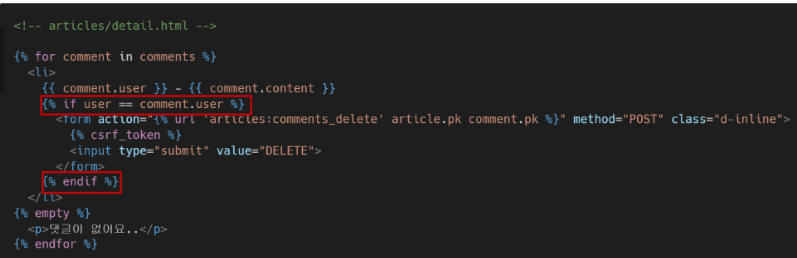 <!-- articles/detail.html -->
{% for comment in comments %}
<li>
{{ comment.user }} - {{ comment.content }}
{% if user == comment.user %}
<form action="{% url 'articles:comments_delete' article.pk comment.pk %}" method="POST" class="d-inline">
{% csrf_token %}
<input type="submit" value="DELETE">
</form>
{% endif %}
</li>
{% empty %}
<p>댓글이 없어요..</p>
{% endfor %}